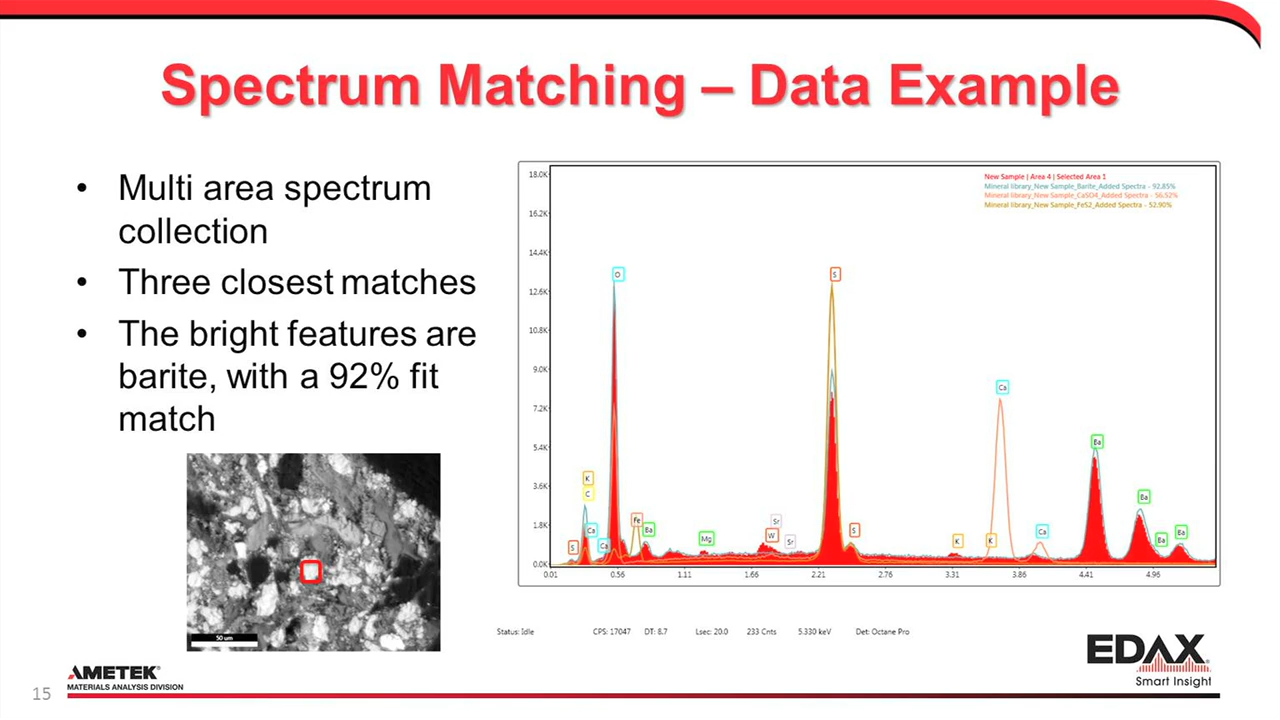 Spectrum Matching – Data Example
• Multi area spectrum
collection
• Three closest matches
• The bright features are
barite, with a 92% fit
match
50 um
18.0K
16.2K
14.4K
12.6K
10.8K
9.0K
7.2K
5.4K
3.6K
1.8K
0.0K
New Sample | Area 4 | Selected Area 1
Mineral library_New Sample_Barite_Added Spectra - 92.85%
Mineral library_New Sample_CaSO4_Added Spectra - 56.52%
Mineral library_New Sample_FeS2_Added Spectra - 52.90%
O
S
Ca
Ba
K
C
Ba
Fe
Sr
Ca
Ba
Ca
Ba
W
S
Mg
K
K
Ba
Sr
Ca
S
0.01 0.56 1.11 1.66 2.21 2.76 3.31 3.86 4.41 4.96
Status: Idle CPS: 17047 DT: 8.7 Lsec: 20.0 233 Cnts 5.330 keV Det: Octane Pro
15
AMETEK®
MATERIALS ANALYSIS DIVISION
EDAX®
Smart Insight